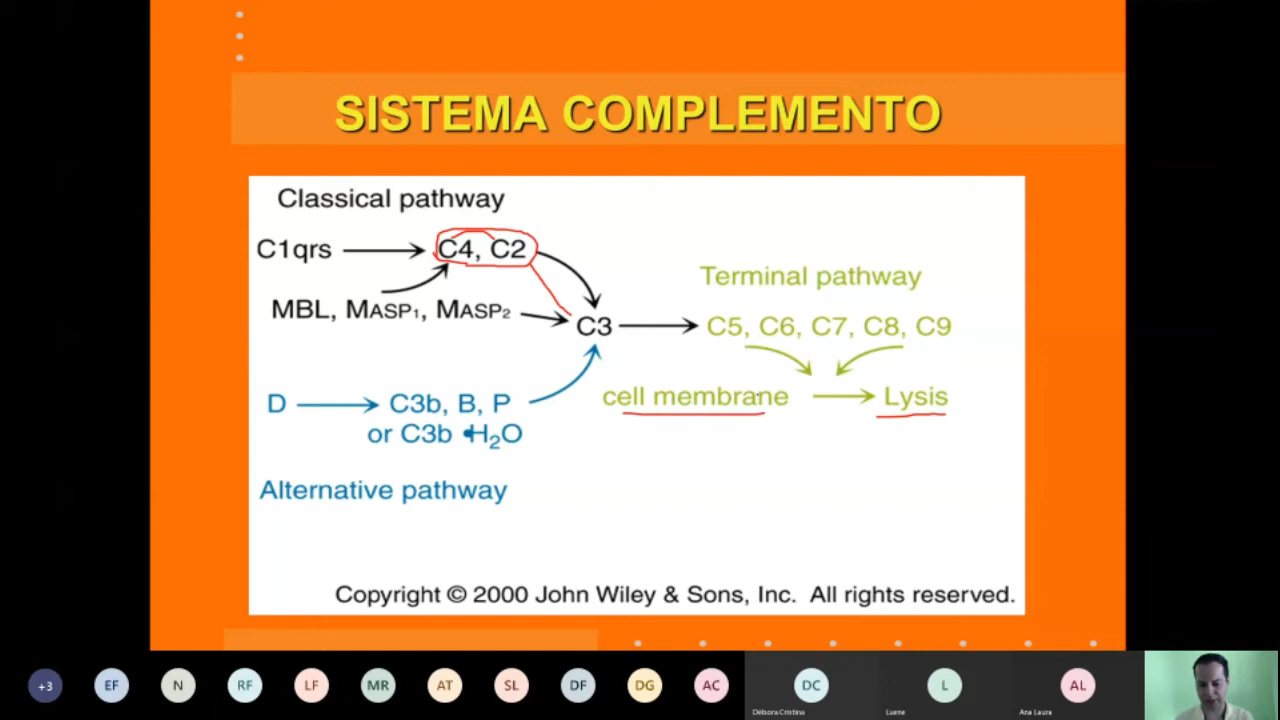 SISTEMA COMPLEMENTO
Classical pathway
C1qrs
C4, C2
MBL, MASP1, MASP2
C3
Terminal pathway
C5, C6, C7, C8, C9
cell membrane
Lysis
D
C3b, B, P
or C3b •H2O
Alternative pathway
Copyright © 2000 John Wiley & Sons, Inc. All rights reserved.
+3
EF
N
RF
LF
MR
AT
SL
DF
DG
AC
DC
L
AL
Débora Cristina
Luene
Ana Laura